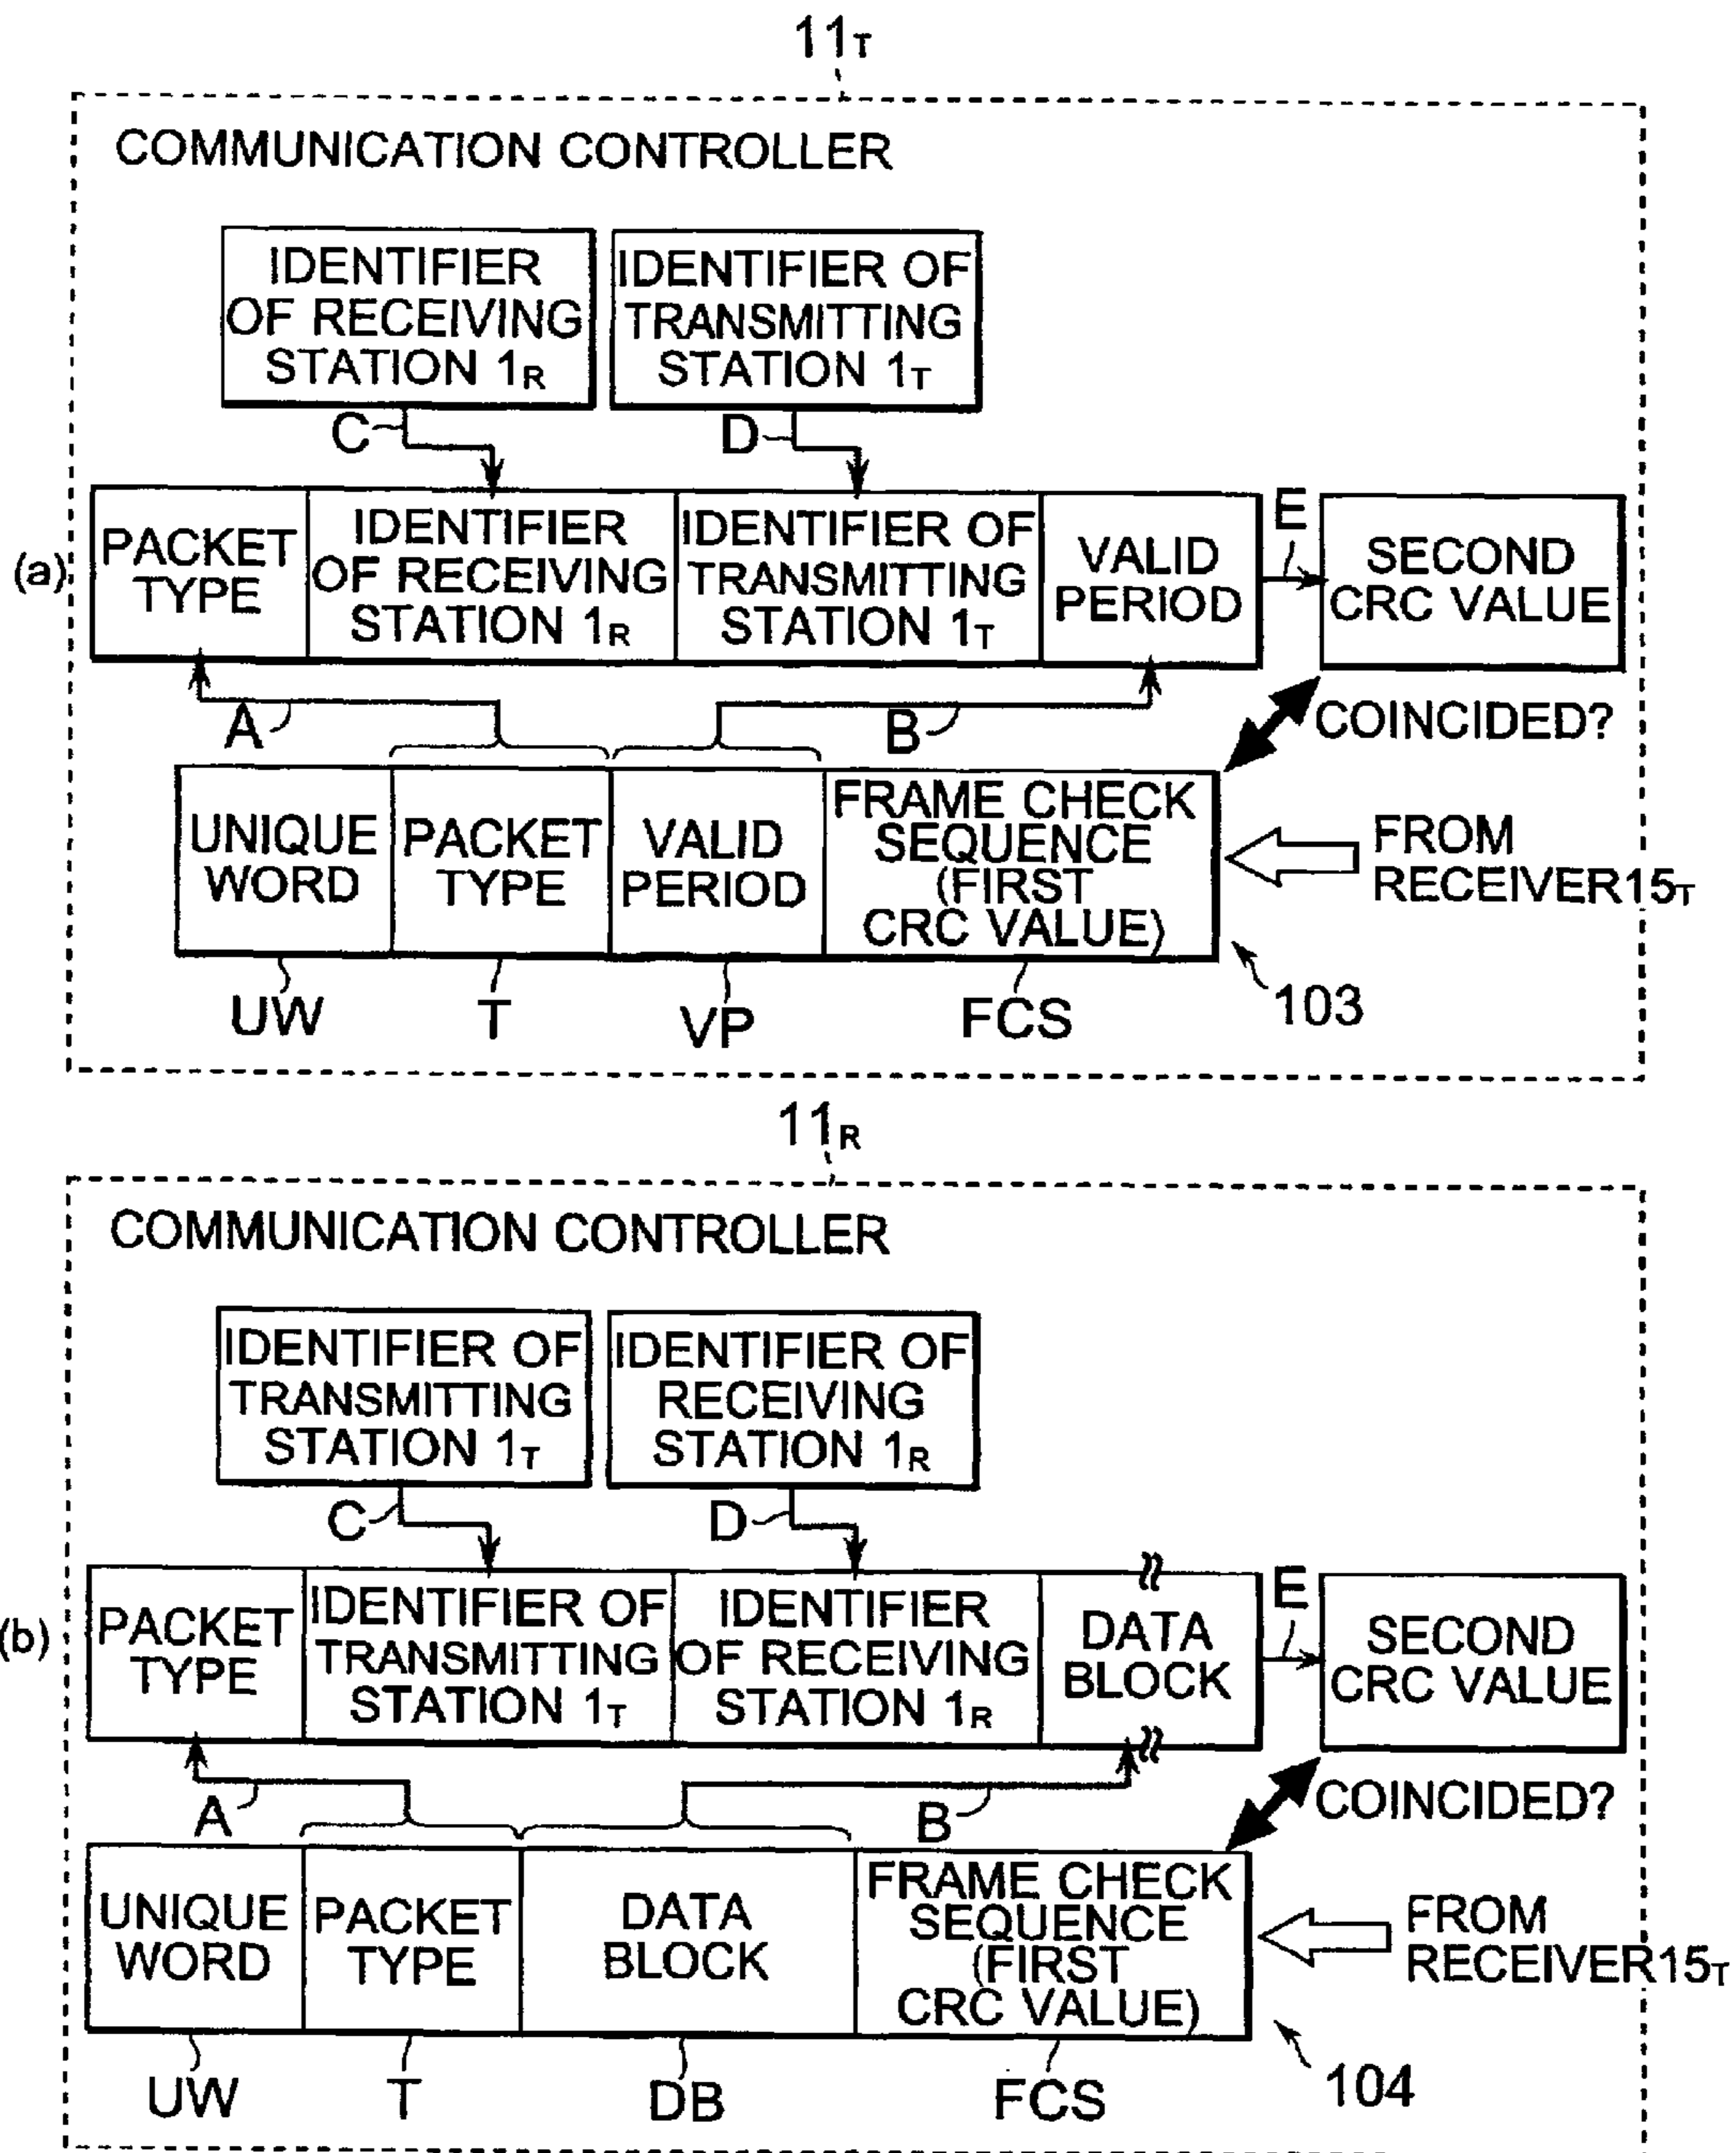 11T
COMMUNICATION CONTROLLER
IDENTIFIER
OF RECEIVING
STATION 1R
IDENTIFIER OF
TRANSMITTING
STATION 1T
C
D
(a)
PACKET
TYPE
IDENTIFIER
OF RECEIVING
STATION 1R
IDENTIFIER OF
TRANSMITTING
STATION 1T
VALID
PERIOD
E
SECOND
CRC VALUE
A
B
COINCIDED?
UNIQUE
WORD
PACKET
TYPE
VALID
PERIOD
FRAME CHECK
SEQUENCE
(FIRST
CRC VALUE)
FROM
RECEIVER15T
UW
T
VP
FCS
103
11R
COMMUNICATION CONTROLLER
IDENTIFIER OF
TRANSMITTING
STATION 1T
IDENTIFIER OF
RECEIVING
STATION 1R
C
D
(b)
PACKET
TYPE
IDENTIFIER OF
TRANSMITTING
STATION 1T
IDENTIFIER
OF RECEIVING
STATION 1R
DATA
BLOCK
E
SECOND
CRC VALUE
A
B
COINCIDED?
UNIQUE
WORD
PACKET
TYPE
DATA
BLOCK
FRAME CHECK
SEQUENCE
(FIRST
CRC VALUE)
FROM
RECEIVER15T
UW
T
DB
FCS
104